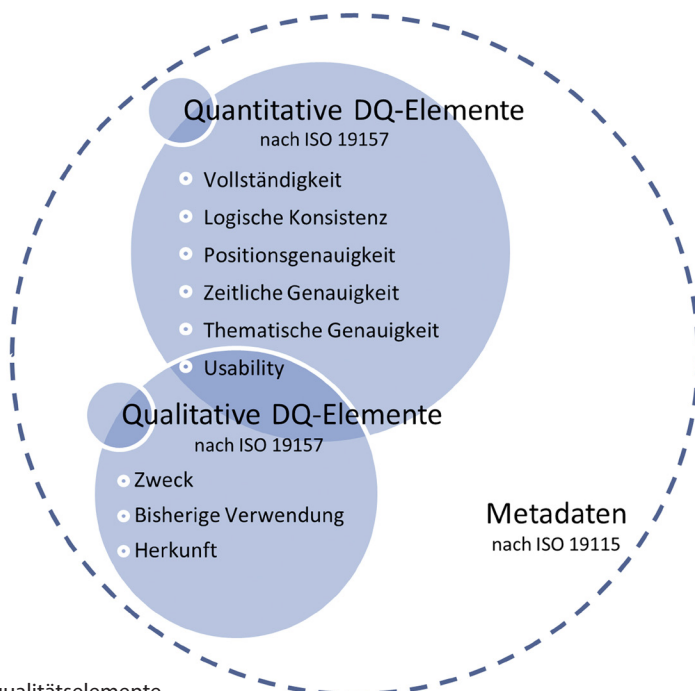 Quantitative DQ-Elemente
nach ISO 19157
Vollständigkeit
Logische Konsistenz
Positionsgenauigkeit
Zeitliche Genauigkeit
Thematische Genauigkeit
Usability
Qualitative DQ-Elemente
nach ISO 19157
Zweck
Bisherige Verwendung
Herkunft
Metadaten
nach ISO 19115
qualitätselemente